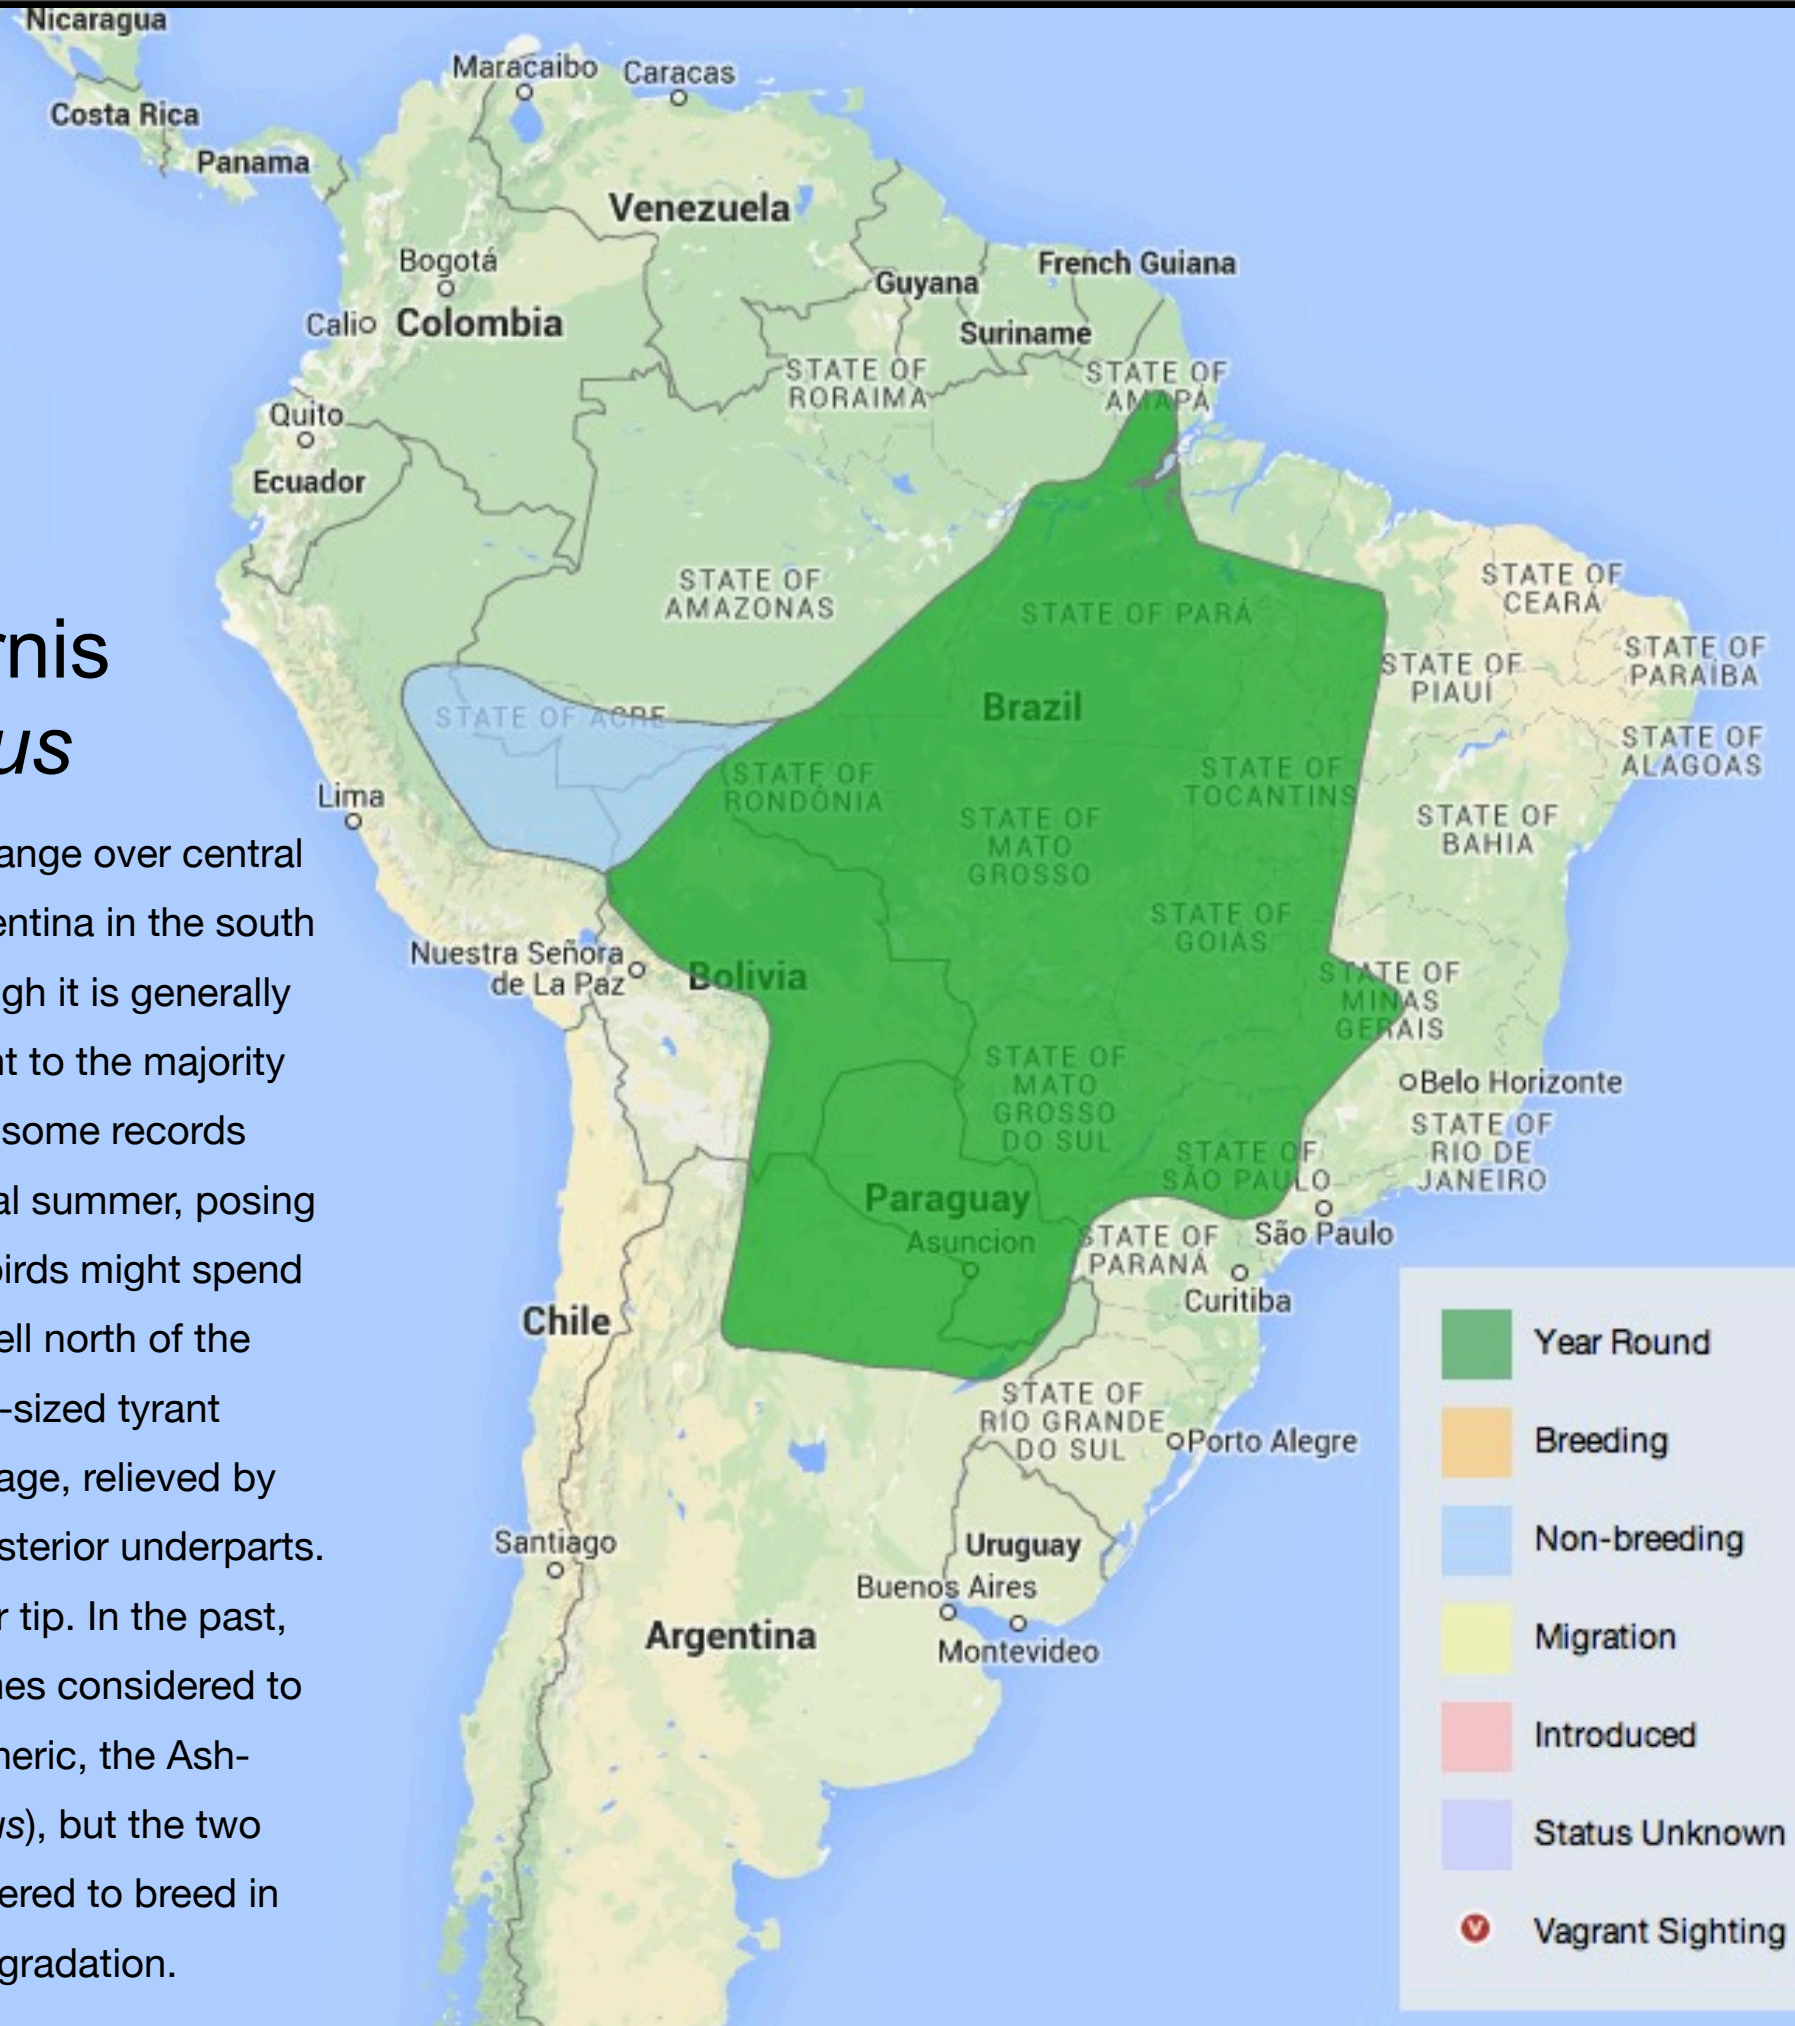 Nicaragua
Maracaibo
Caracas
Costa Rica
Panama
Venezuela
Bogotá
Guyana
French Guiana
Cali
Colombia
Suriname
STATE OF
RORAIMA
STATE OF
AMAPÁ
Quito
Ecuador
STATE OF
AMAZONAS
STATE OF PARÁ
STATE OF
CEARÁ
STATE OF
PARAÍBA
STATE OF
PIAUÍ
rnis
us
STATE OF ACRE
Brazil
STATE OF
ALAGOAS
Lima
STATE OF
RONDÔNIA
STATE OF
TOCANTINS
STATE OF
MATO
GROSSO
STATE OF
BAHIA
STATE OF
GOIÁS
Nuestra Señora
de La Paz
Bolivia
STATE OF
MINAS
GERAIS
STATE OF
MATO
GROSSO
DO SUL
Belo Horizonte
STATE OF
RIO DE
JANEIRO
STATE OF
SÃO PAULO
Paraguay
Asuncion
STATE OF
PARANÁ
São Paulo
Curitiba
Chile
STATE OF
RIO GRANDE
DO SUL
Porto Alegre
Santiago
Uruguay
Buenos Aires
Argentina
Montevideo
ange over central
entina in the south
gh it is generally
nt to the majority
some records
al summer, posing
birds might spend
ell north of the
-sized tyrant
age, relieved by
sterior underparts.
r tip. In the past,
nes considered to
neric, the Ash-
us), but the two
ered to breed in
gradation.
Year Round
Breeding
Non-breeding
Migration
Introduced
Status Unknown
V Vagrant Sighting